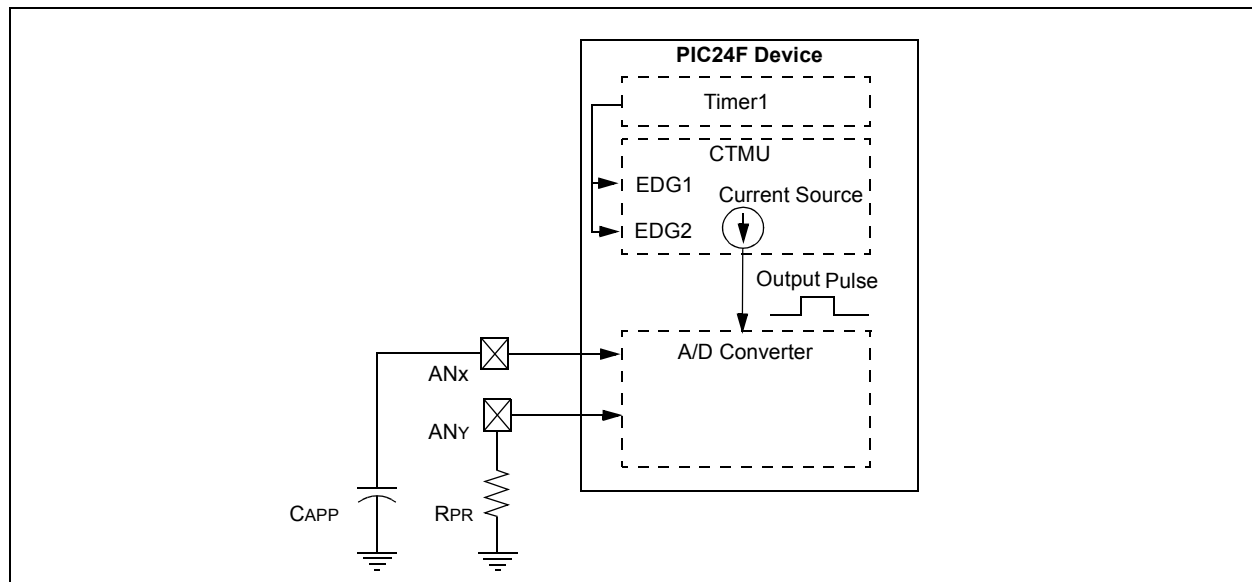 PIC24F Device
Timer1
CTMU
EDG1
Current Source
EDG2
Output Pulse
A/D Converter
ANx
ANY
CAPP
RPR